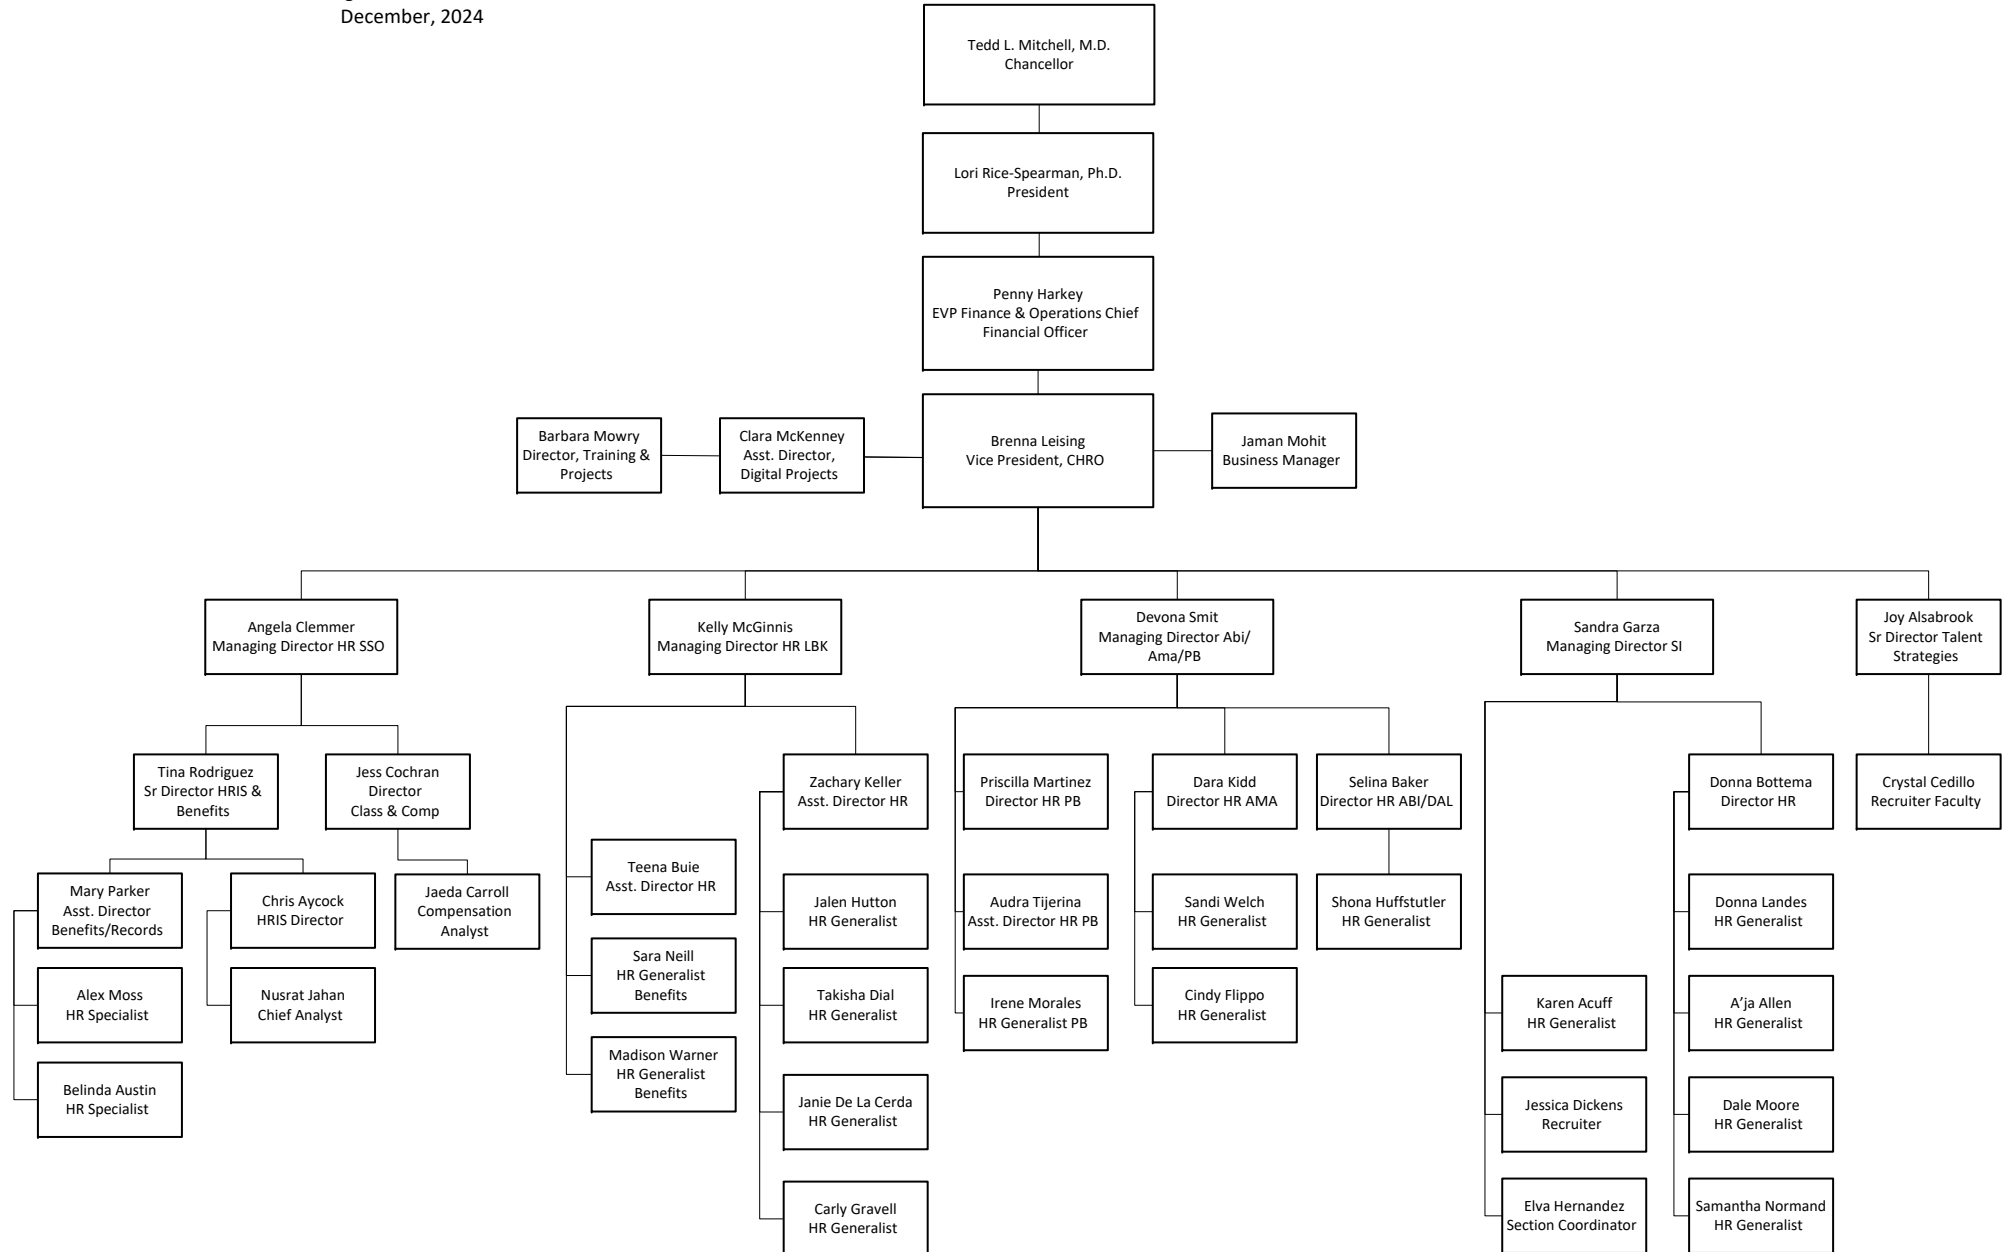 December, 2024
Tedd L. Mitchell, M.D.
Chancellor
Lori Rice-Spearman, Ph.D.
President
Penny Harkey
EVP Finance & Operations Chief
Financial Officer
Barbara Mowry
Director, Training &
Projects
Clara McKenney
Asst. Director,
Digital Projects
Brenna Leising
Vice President, CHRO
Jaman Mohit
Business Manager
Angela Clemmer
Managing Director HR SSO
Kelly McGinnis
Managing Director HR LBK
Devona Smit
Managing Director Abi/
Ama/PB
Sandra Garza
Managing Director SI
Joy Alsabrook
Sr Director Talent
Strategies
Tina Rodriguez
Sr Director HRIS &
Benefits
Jess Cochran
Director
Class & Comp
Mary Parker
Asst. Director
Benefits/Records
Chris Aycock
HRIS Director
Jaeda Carroll
Compensation
Analyst
Alex Moss
HR Specialist
Nusrat Jahan
Chief Analyst
Belinda Austin
HR Specialist
Zachary Keller
Asst. Director HR
Teena Buie
Asst. Director HR
Jalen Hutton
HR Generalist
Sara Neill
HR Generalist
Benefits
Takisha Dial
HR Generalist
Madison Warner
HR Generalist
Benefits
Janie De La Cerda
HR Generalist
Carly Gravell
HR Generalist
Priscilla Martinez
Director HR PB
Dara Kidd
Director HR AMA
Selina Baker
Director HR ABI/DAL
Audra Tijerina
Asst. Director HR PB
Sandi Welch
HR Generalist
Shona Huffstutler
HR Generalist
Irene Morales
HR Generalist PB
Cindy Flippo
HR Generalist
Donna Bottema
Director HR
Donna Landes
HR Generalist
Karen Acuff
HR Generalist
A’ja Allen
HR Generalist
Jessica Dickens
Recruiter
Dale Moore
HR Generalist
Elva Hernandez
Section Coordinator
Samantha Normand
HR Generalist
Crystal Cedillo
Recruiter Faculty